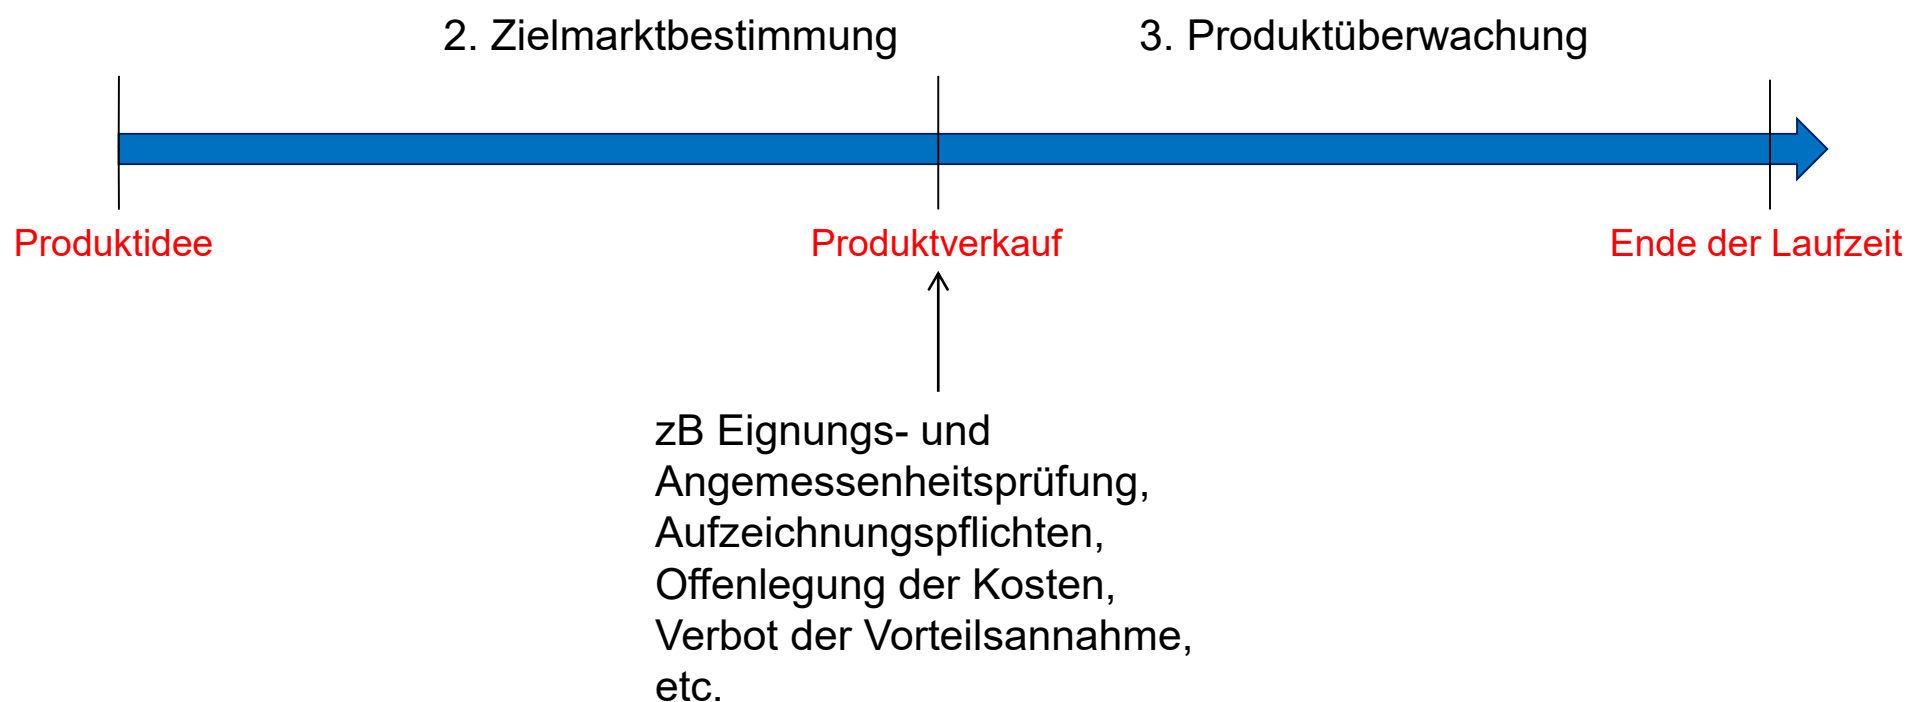 2. Zielmarktbestimmung
3. Produktüberwachung
Produktidee
Produktverkauf
Ende der Laufzeit
zB Eignungs- und
Angemessenheitsprüfung,
Aufzeichnungspflichten,
Offenlegung der Kosten,
Verbot der Vorteilsannahme,
etc.